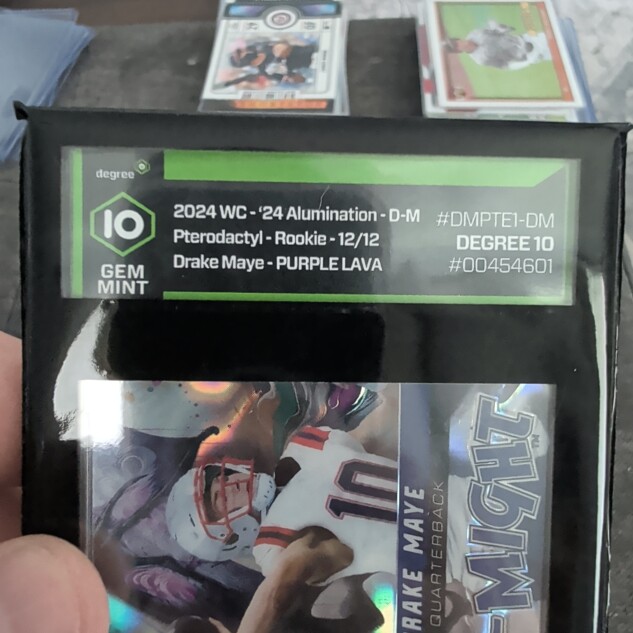 degree
10
GEM
MINT
2024 WC - '24 Alumination - D-M
Pterodactyl - Rookie - 12/12
Drake Maye - PURPLE LAVA
#DMPTE1-DM
DEGREE 10
#00454601
10
RAKE MAYE
QUARTERBACK
-MIGHT
TM